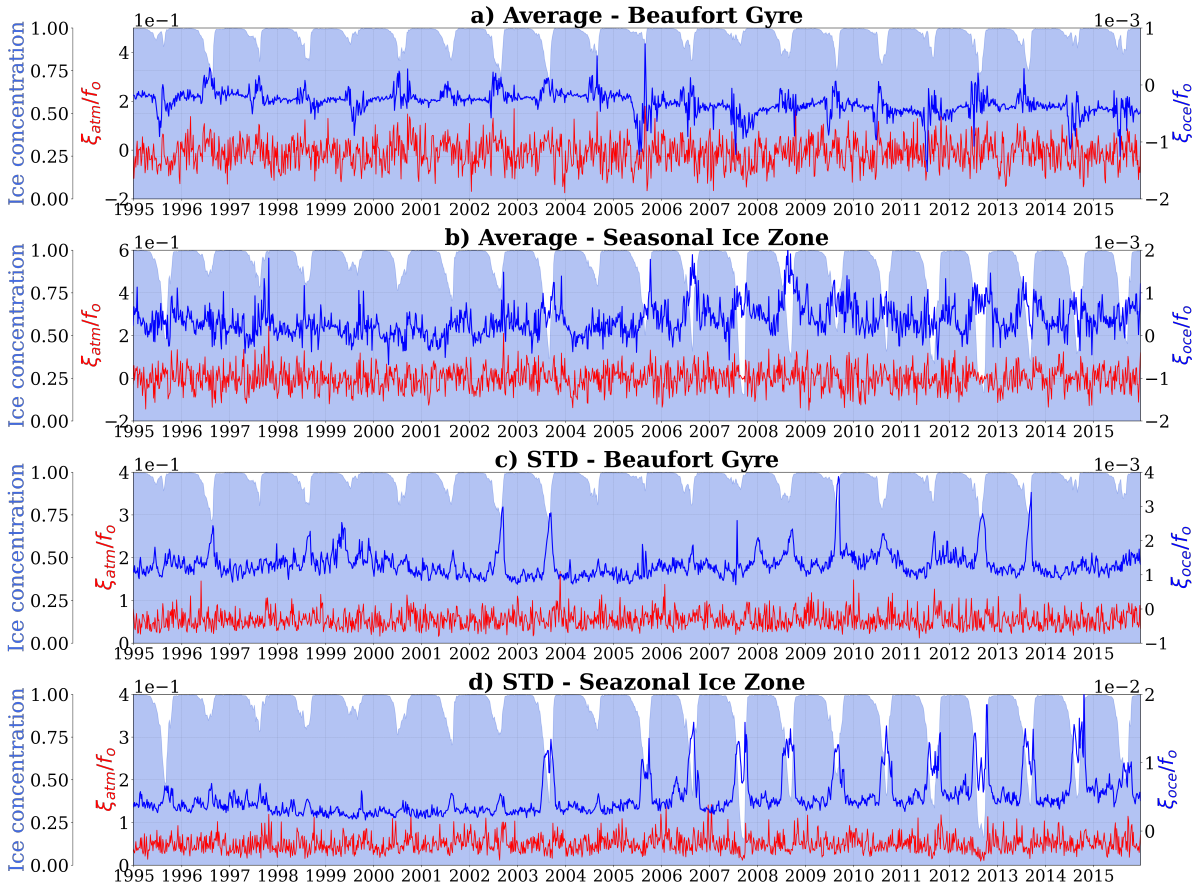 a) Average - Beaufort Gyre
1e−1
1e−3
Ice concentration
1.00
0.75
0.50
0.25
0.00
ξatm/fo
4
2
0
−2
1
0
−1
−2
ξoce/fo
1995 1996 1997 1998 1999 2000 2001 2002 2003 2004 2005 2006 2007 2008 2009 2010 2011 2012 2013 2014 2015
b) Average - Seasonal Ice Zone
1e−1
1e−3
Ice concentration
1.00
0.75
0.50
0.25
0.00
ξatm/fo
6
4
2
0
−2
2
1
0
−1
−2
ξoce/fo
1995 1996 1997 1998 1999 2000 2001 2002 2003 2004 2005 2006 2007 2008 2009 2010 2011 2012 2013 2014 2015
c) STD - Beaufort Gyre
1e−1
1e−3
Ice concentration
1.00
0.75
0.50
0.25
0.00
ξatm/fo
4
3
2
1
0
4
3
2
1
0
−1
ξoce/fo
1995 1996 1997 1998 1999 2000 2001 2002 2003 2004 2005 2006 2007 2008 2009 2010 2011 2012 2013 2014 2015
d) STD - Seazonal Ice Zone
1e−1
1e−2
Ice concentration
1.00
0.75
0.50
0.25
0.00
ξatm/fo
4
3
2
1
0
2
1
0
ξoce/fo
1995 1996 1997 1998 1999 2000 2001 2002 2003 2004 2005 2006 2007 2008 2009 2010 2011 2012 2013 2014 2015